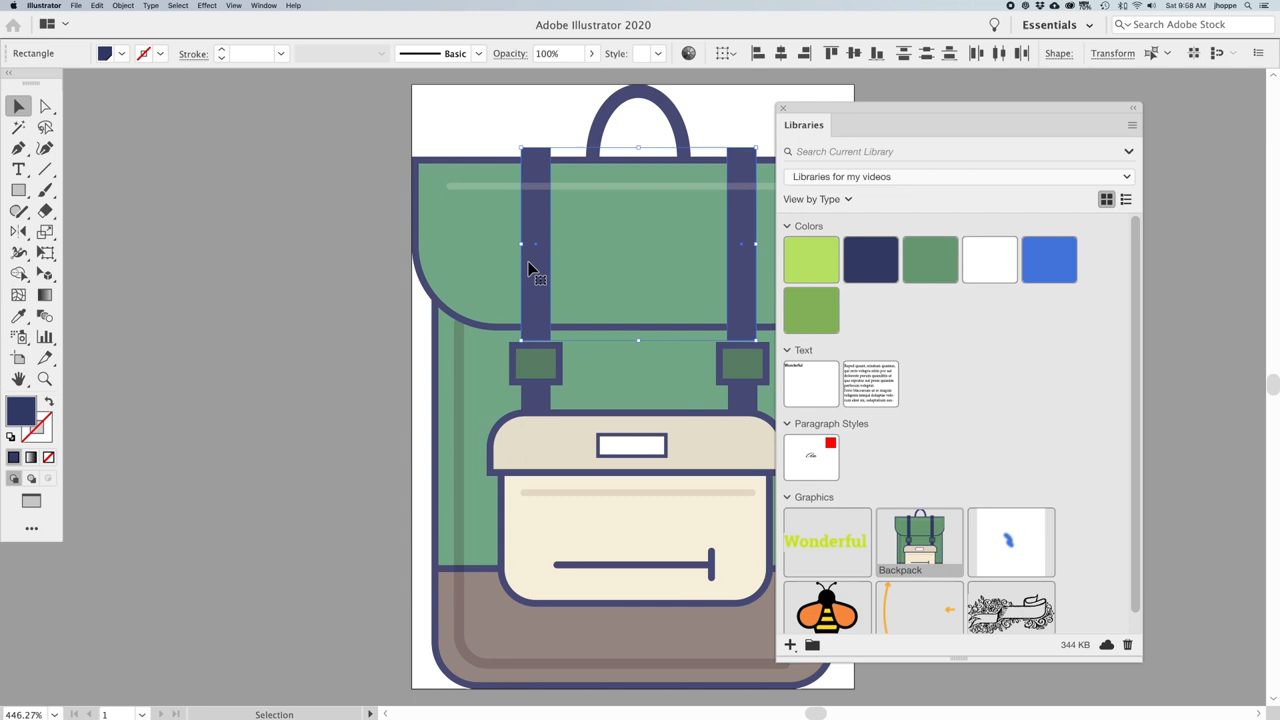 Illustrator File Edit Object Type Select Effect View Window Help
70% Sat 9:68 AM jhoppe
Adobe Illustrator 2020
Essentials
Search Adobe Stock
Rectangle
Stroke:
Basic
Opacity:
100%
Style:
Shape:
Transform
Libraries
Search Current Library
Libraries for my videos
View by Type
Colors
Text
Wonderful
Paragraph Styles
Graphics
Wonderful
Backpack
344 KB
446.27%
1
Selection